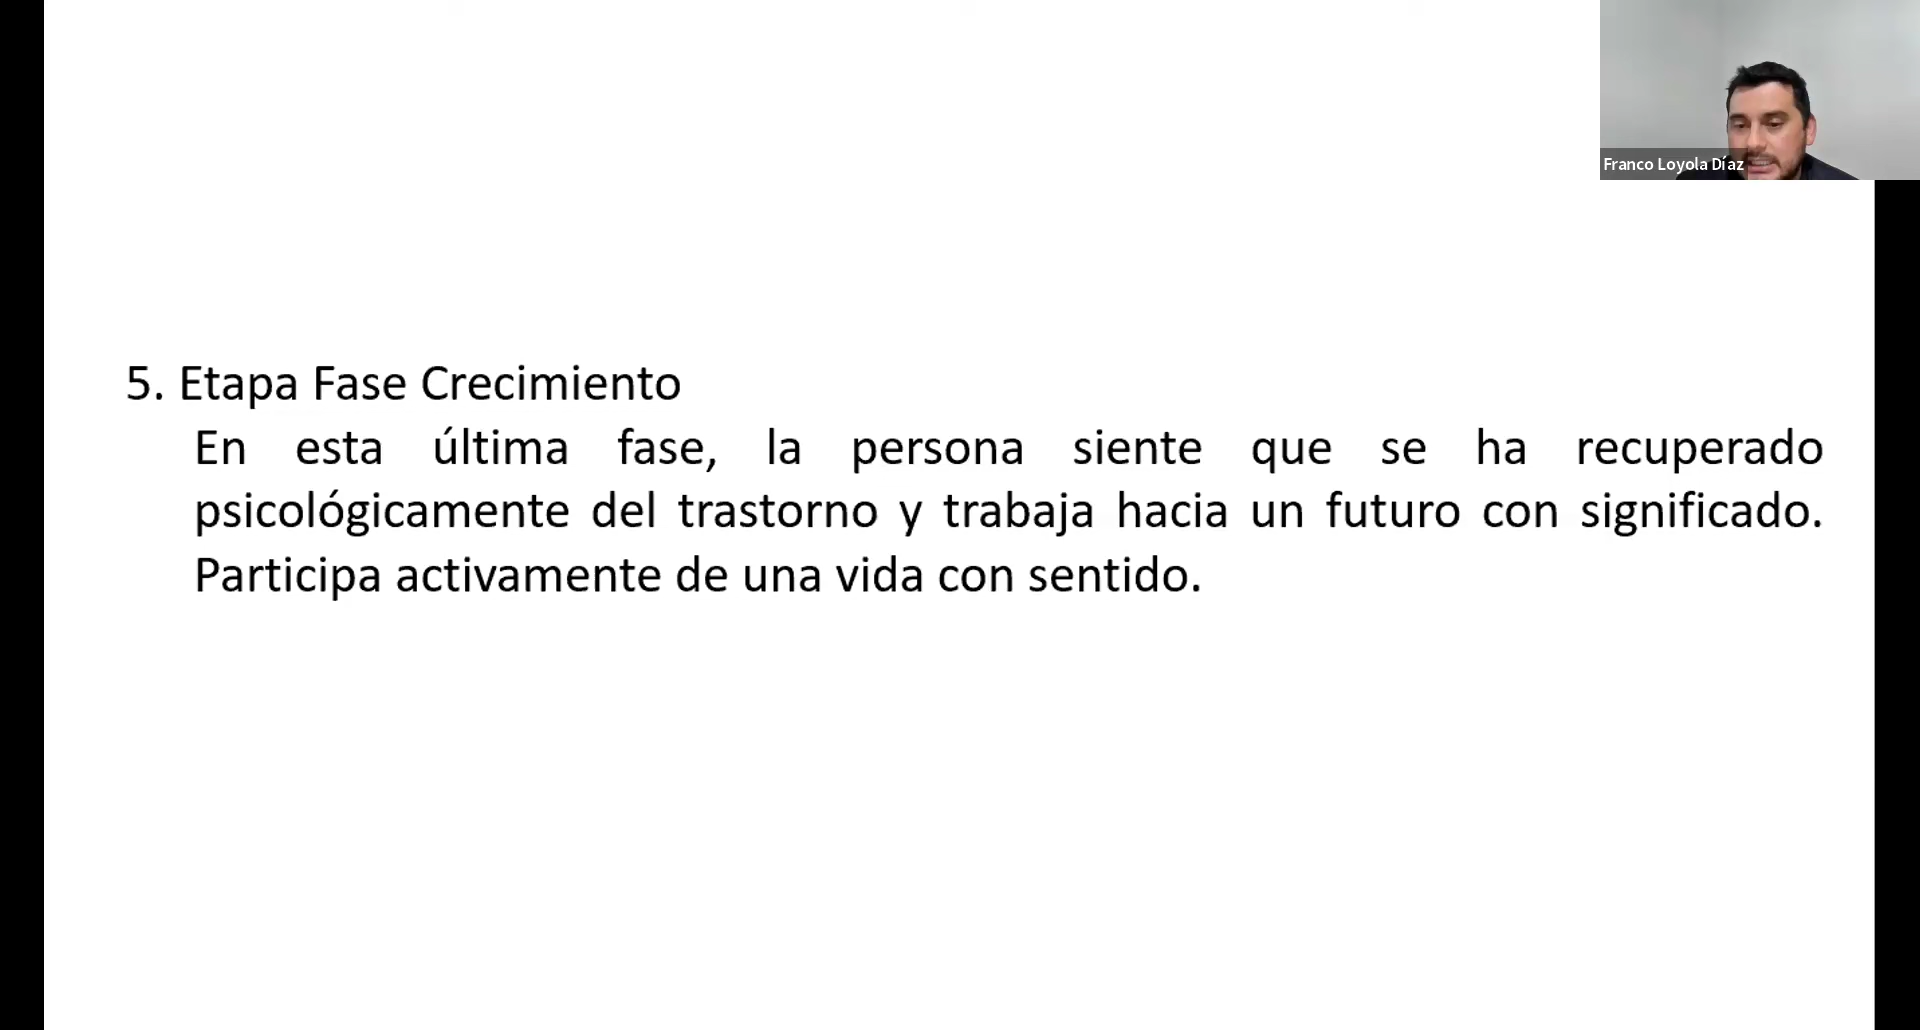 Franco Loyola Díaz
5. Etapa Fase Crecimiento
En esta última fase, la persona siente que se ha recuperado
psicológicamente del trastorno y trabaja hacia un futuro con significado.
Participa activamente de una vida con sentido.